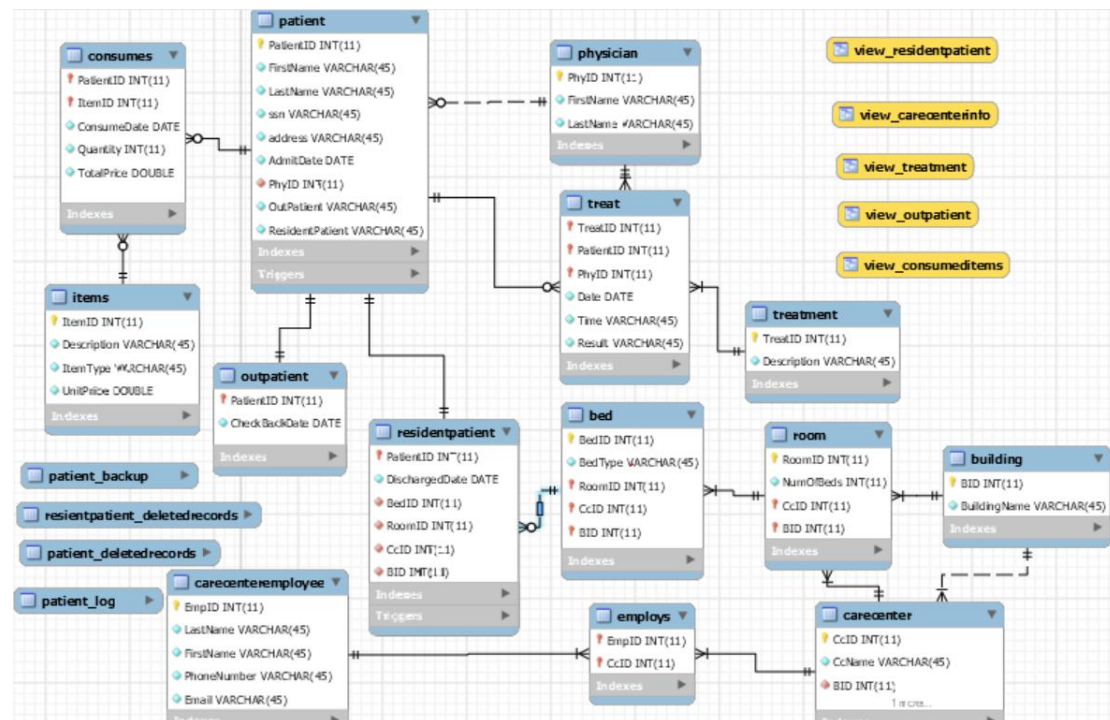 patient
PatientID INT(11)
FirstName VARCHAR(45)
LastName VARCHAR(45)
ssn VARCHAR(45)
address VARCHAR(45)
AdmitDate DATE
PhyID INT(11)
OutPatient VARCHAR(45)
ResidentPatient VARCHAR(45)
Indexes
Triggers
consumes
PatientID INT(11)
ItemID INT(11)
ConsumeDate DATE
Quantity INT(11)
TotalPrice DOUBLE
Indexes
physician
PhyID INT(11)
FirstName VARCHAR(45)
LastName VARCHAR(45)
Indexes
view_residentpatient
view_carecenterinfo
view_treatment
view_outpatient
view_consumeditems
treat
TreatID INT(11)
PatientID INT(11)
PhyID INT(11)
Date DATE
Time VARCHAR(45)
Result VARCHAR(45)
Indexes
items
ItemID INT(11)
Description VARCHAR(45)
ItemType VARCHAR(45)
UnitPrice DOUBLE
Indexes
treatment
TreatID INT(11)
Description VARCHAR(45)
Indexes
outpatient
PatientID INT(11)
CheckBackDate DATE
Indexes
residentpatient
PatientID INT(11)
DischargedDate DATE
BedID INT(11)
RoomID INT(11)
CcID INT(11)
BID INT(11)
Indexes
Triggers
bed
BedID INT(11)
BedType VARCHAR(45)
RoomID INT(11)
CcID INT(11)
BID INT(11)
Indexes
room
RoomID INT(11)
NumOfBeds INT(11)
CcID INT(11)
BID INT(11)
Indexes
building
BID INT(11)
BuildingName VARCHAR(45)
Indexes
patient_backup
resientpatient_deletedrecords
patient_deletedrecords
patient_log
carecenteremployee
EmpID INT(11)
LastName VARCHAR(45)
FirstName VARCHAR(45)
PhoneNumber VARCHAR(45)
Email VARCHAR(45)
Indexes
employs
EmpID INT(11)
CcID INT(11)
Indexes
carecenter
CcID INT(11)
CcName VARCHAR(45)
BID INT(11)
1 more...
Indexes